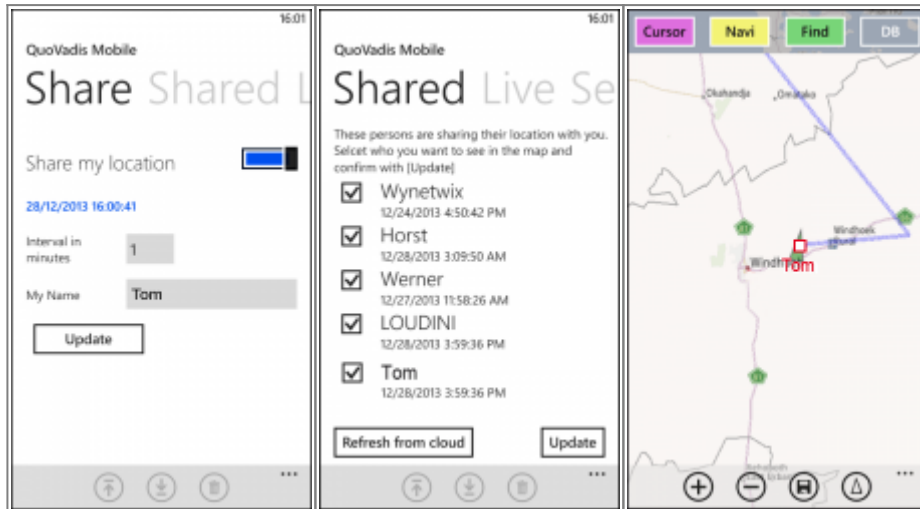 16:01
QuoVadis Mobile
Share Shared L
Share my location
28/12/2013 16:00:41
Interval in
minutes
1
My Name
Tom
Update
...
16:01
QuoVadis Mobile
Shared Live Se
These persons are sharing their location with you.
Selcet who you want to see in the map and
confirm with [Update]
Wynetwix
12/24/2013 4:50:42 PM
Horst
12/28/2013 3:09:50 AM
Werner
12/27/2013 11:58:26 AM
LOUDINI
12/28/2013 3:59:36 PM
Tom
12/28/2013 3:59:36 PM
Refresh from cloud
Update
...
Cursor
Navi
Find
DB
Okahandja
Omatako
Windhoek
Rural
Windh
Tom
...